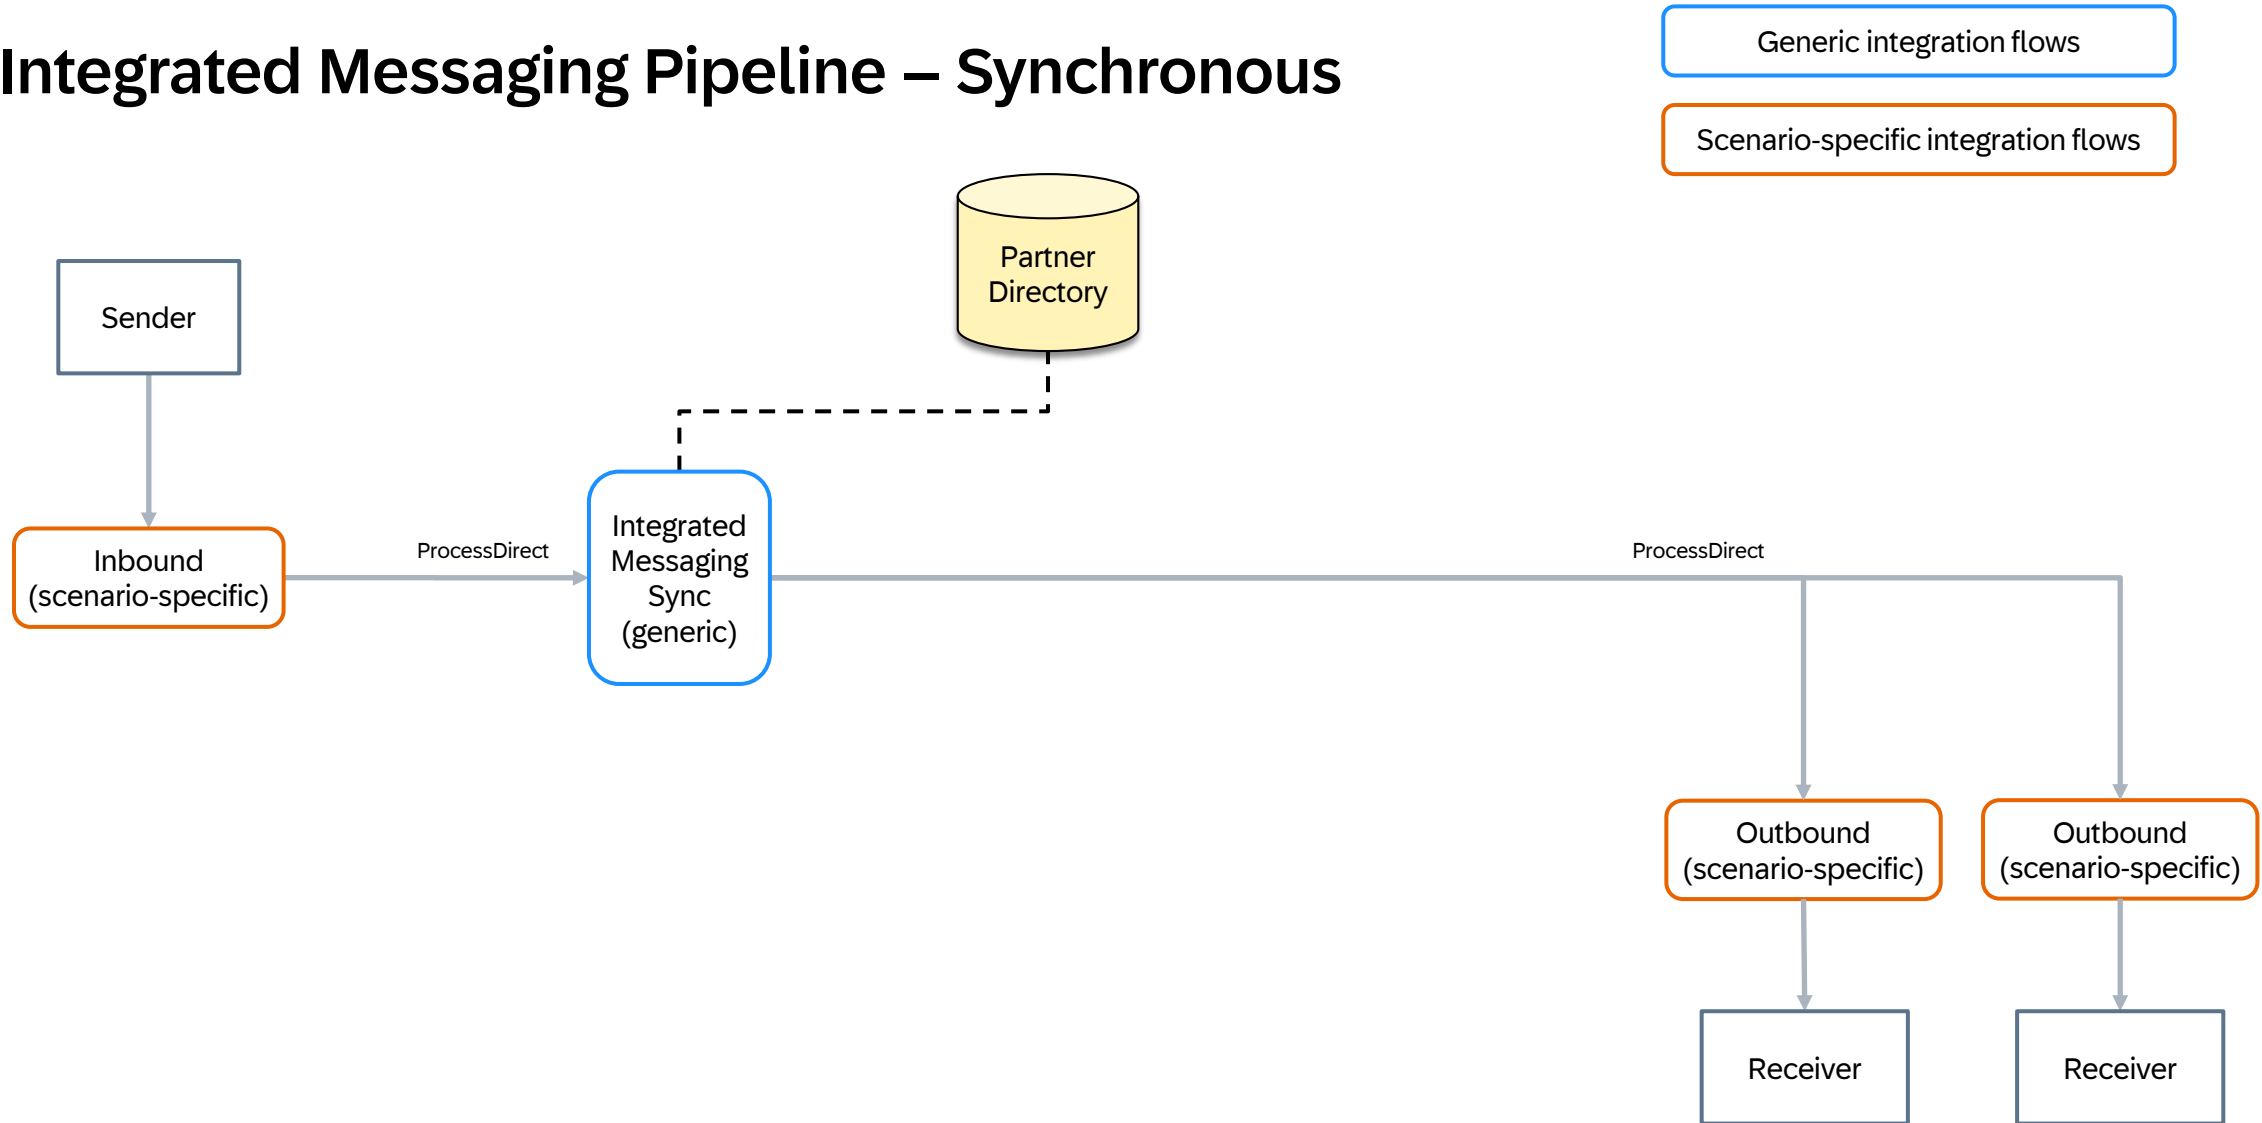 Integrated Messaging Pipeline – Synchronous
Generic integration flows
Scenario-specific integration flows
Partner
Directory
Sender
Inbound
(scenario-specific)
ProcessDirect
Integrated
Messaging
Sync
(generic)
ProcessDirect
Outbound
(scenario-specific)
Outbound
(scenario-specific)
Receiver
Receiver